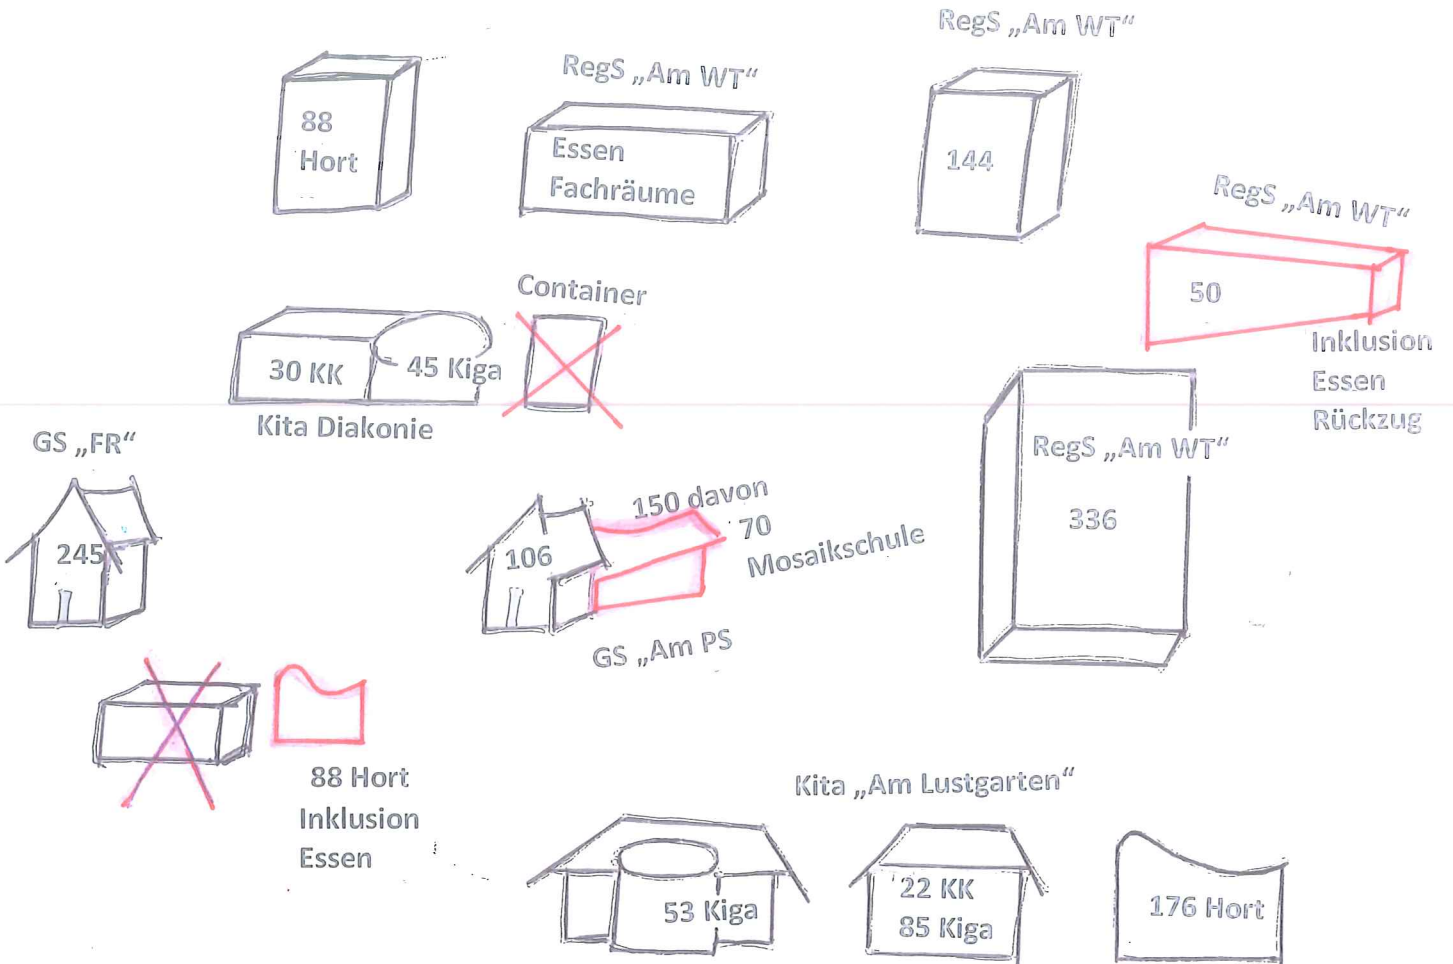 RegS „Am WT“
RegS „Am WT“
88
Hort
Essen
Fachräume
144
RegS „Am WT“
50
Inklusion
Essen
Rückzug
Container
30 KK
45 Kiga
Kita Diakonie
GS „FR“
245
150 davon
70
Mosaikschule
106
GS „Am PS
RegS „Am WT“
336
88 Hort
Inklusion
Essen
Kita „Am Lustgarten“
53 Kiga
22 KK
85 Kiga
176 Hort